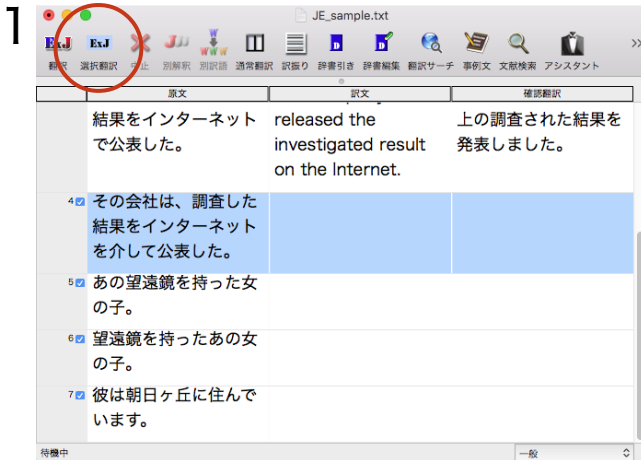 1
JE_sample.txt
ExJ ExJ JJJ W www D D
翻訳 選択翻訳 中止 別解釈 別訳語 通常翻訳 訳振り 辞書引き 辞書編集 翻訳サーチ 事例文 文献検索 アシスタント
原文 訳文 確認翻訳
結果をインターネット
で公表した。
released the
investigated result
on the Internet.
上の調査された結果を
発表しました。
4 その会社は、調査した
結果をインターネット
を介して公表した。
5 あの望遠鏡を持った女
の子。
6 望遠鏡を持ったあの女
の子。
7 彼は朝日ヶ丘に住んで
います。
待機中 一般